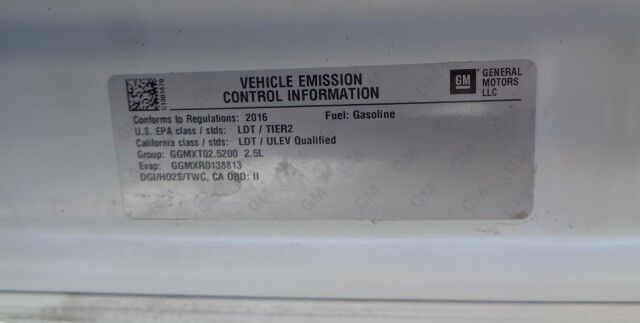 VEHICLE EMISSION
CONTROL INFORMATION
GM GENERAL
MOTORS
LLC
Conforms to Regulations: 2016 Fuel: Gasoline
U.S. EPA class / stds: LDT / TIER2
California class / stds: LDT / ULEV Qualified
Group: GGMXT02.5200 2.5L
Evap: GGMXR0138813
DGI/HO2S/TWC, CA OBD: II